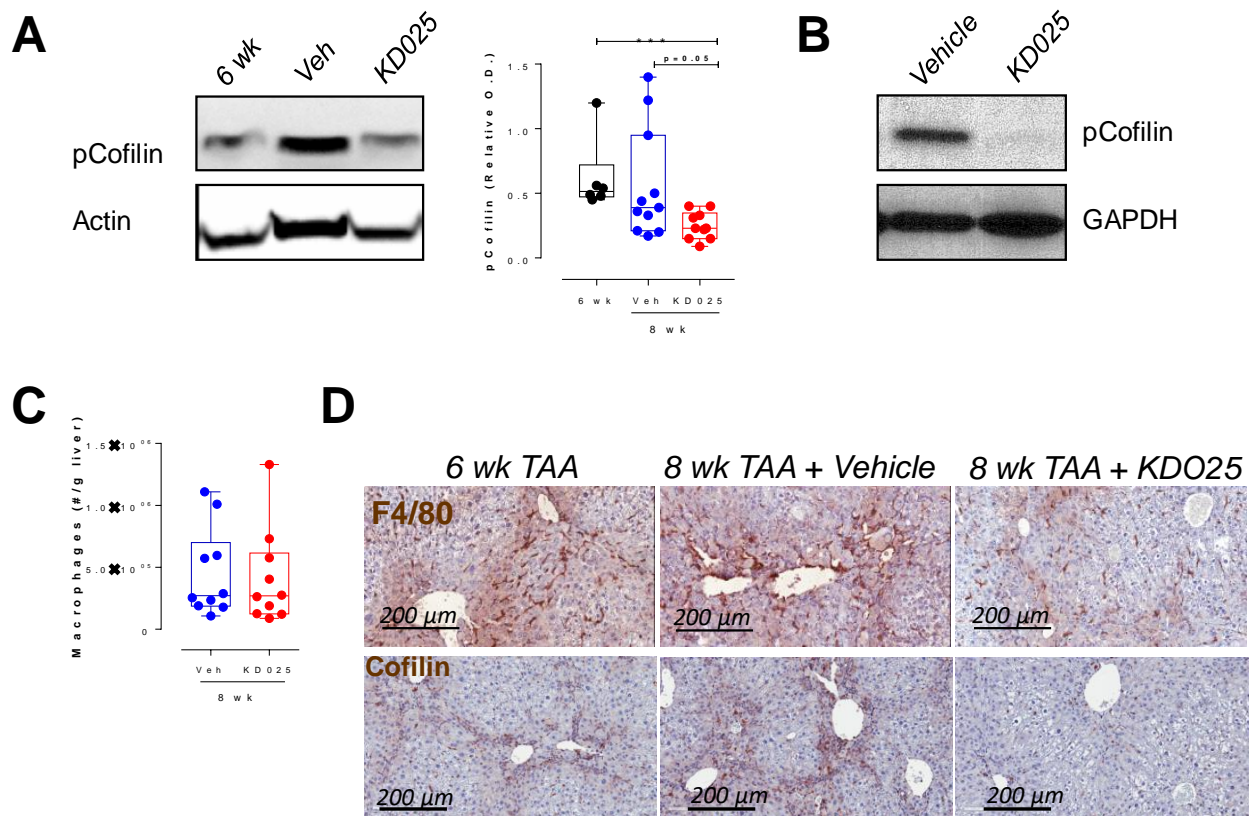 A
6 wk
Veh
KD025
pCofilin
Actin
pCofilin (Relative O.D.)
***
p=0.05
1.5
1.0
0.5
0.0
6 wk
Veh
KD025
8 wk
B
Vehicle
KD025
pCofilin
GAPDH
C
Macrophages (#/g liver)
1.5✖10⁰⁶
1.0✖10⁰⁶
5.0✖10⁰⁵
0
Veh
KD025
8 wk
D
6 wk TAA
8 wk TAA + Vehicle
8 wk TAA + KDO25
F4/80
200 µm
200 µm
200 µm
Cofilin
200 µm
200 µm
200 µm